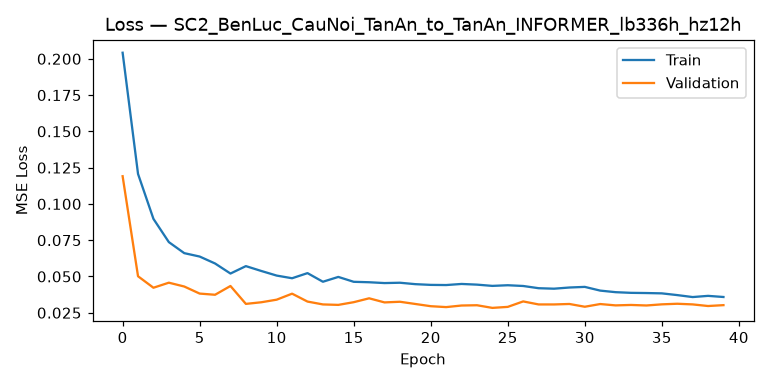 Loss — SC2_BenLuc_CauNoi_TanAn_to_TanAn_INFORMER_lb336h_hz12h
Train
Validation
MSE Loss
0.200
0.175
0.150
0.125
0.100
0.075
0.050
0.025
0 5 10 15 20 25 30 35 40
Epoch